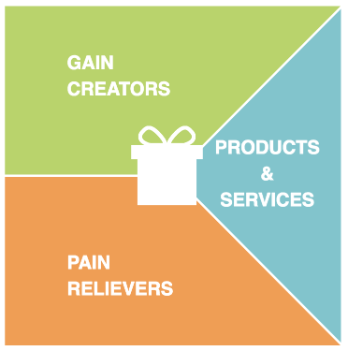 GAIN
CREATORS
PRODUCTS
&
SERVICES
PAIN
RELIEVERS